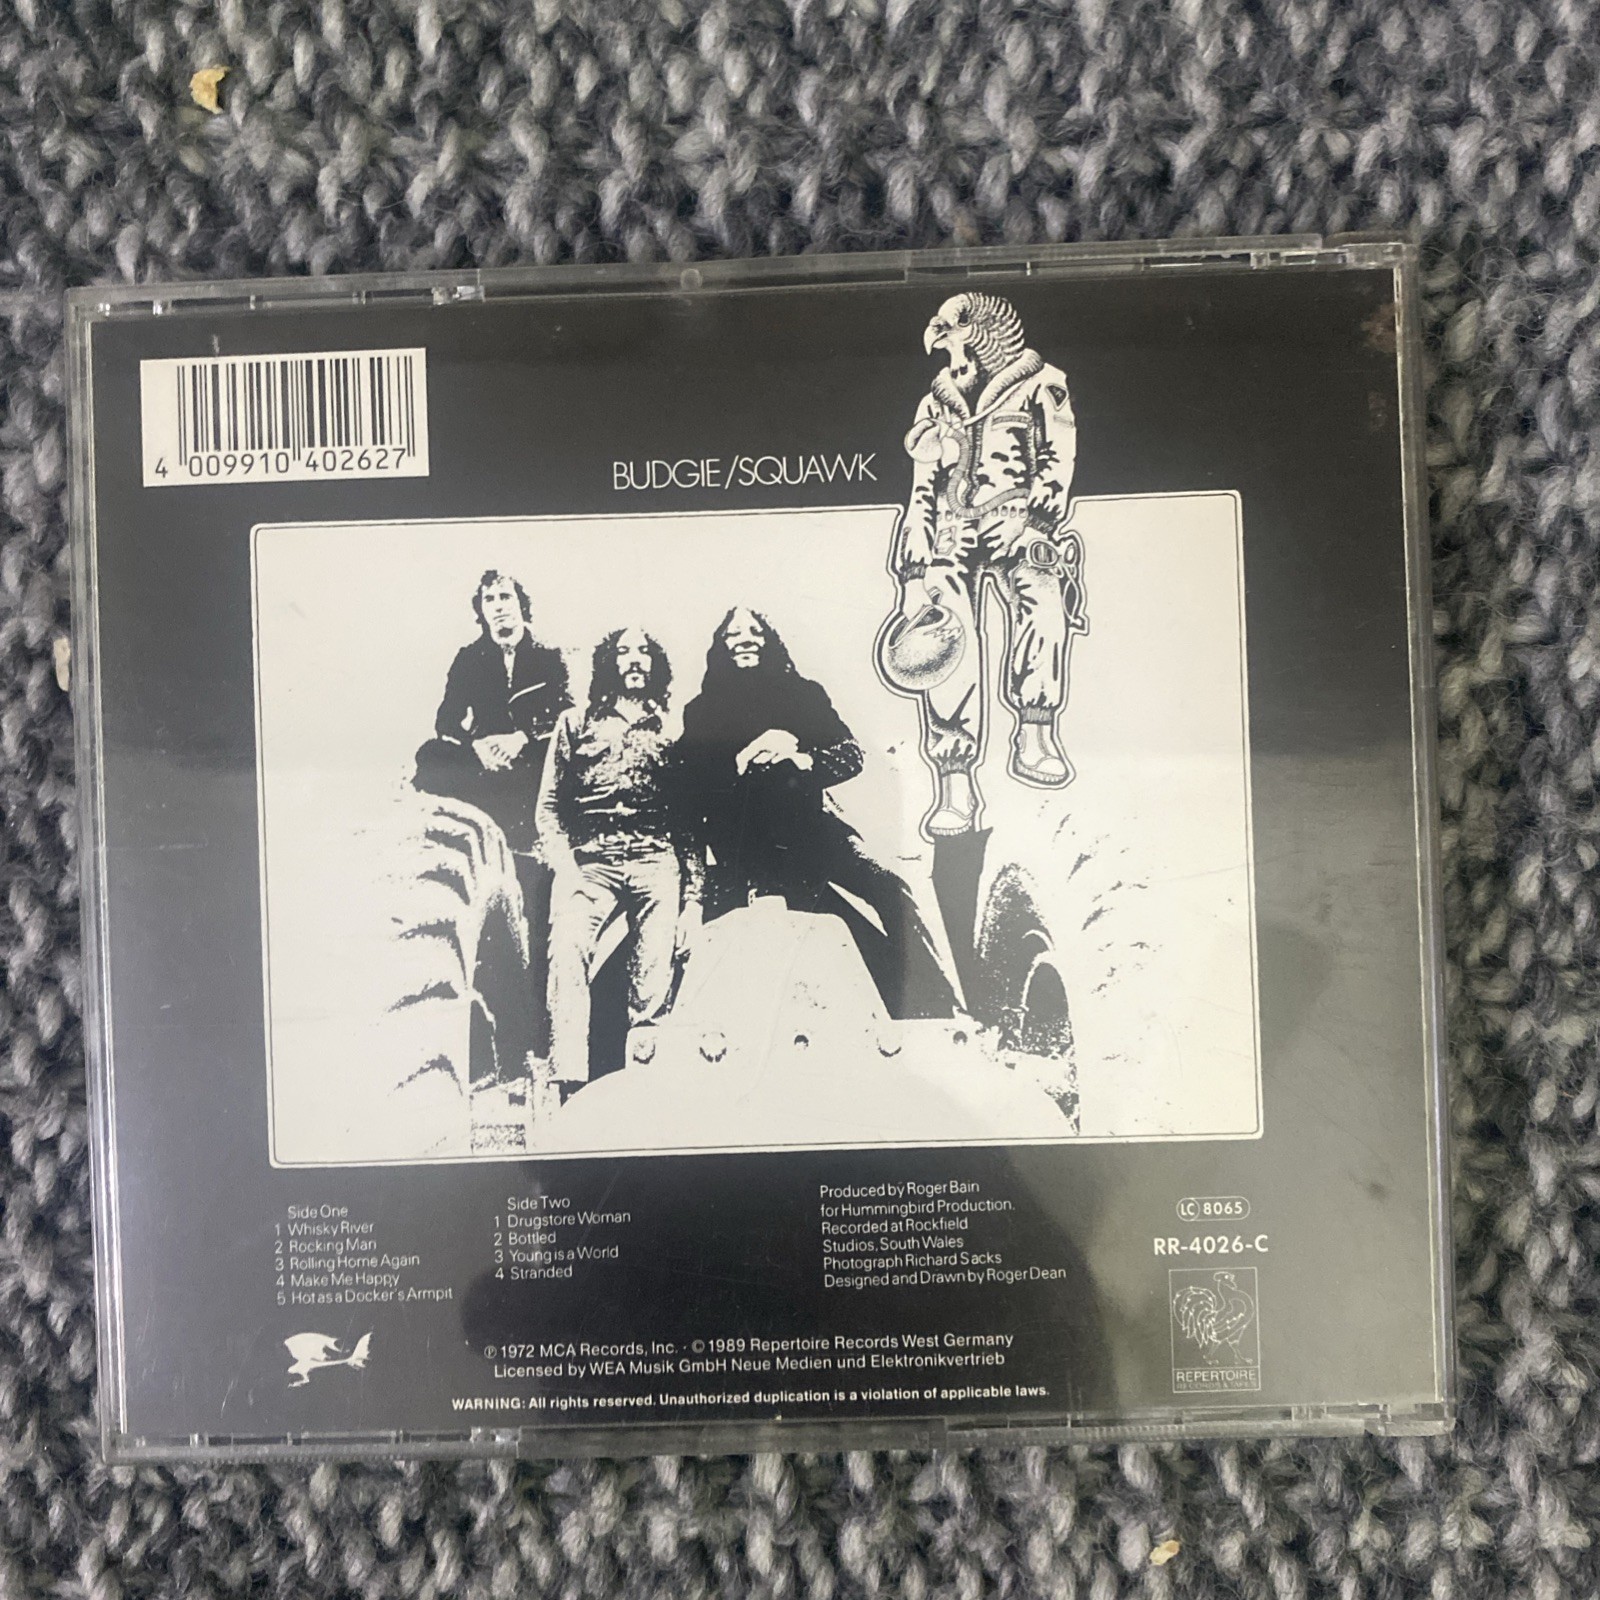 4 009910 402627
BUDGIE/SQUAWK
Side One
1 Whisky River
2 Rocking Man
3 Rolling Home Again
4 Make Me Happy
5 Hot as a Docker's Armpit
Side Two
1 Drugstore Woman
2 Bottled
3 Young is a World
4 Stranded
Produced by Roger Bain
for Hummingbird Production.
Recorded at Rockfield
Studios, South Wales
Photograph Richard Sacks
Designed and Drawn by Roger Dean
LC 8065
RR-4026-C
REPERTOIRE
RECORDS & TAPES
℗ 1972 MCA Records, Inc. · © 1989 Repertoire Records West Germany
Licensed by WEA Musik GmbH Neue Medien und Elektronikvertrieb
WARNING: All rights reserved. Unauthorized duplication is a violation of applicable laws.